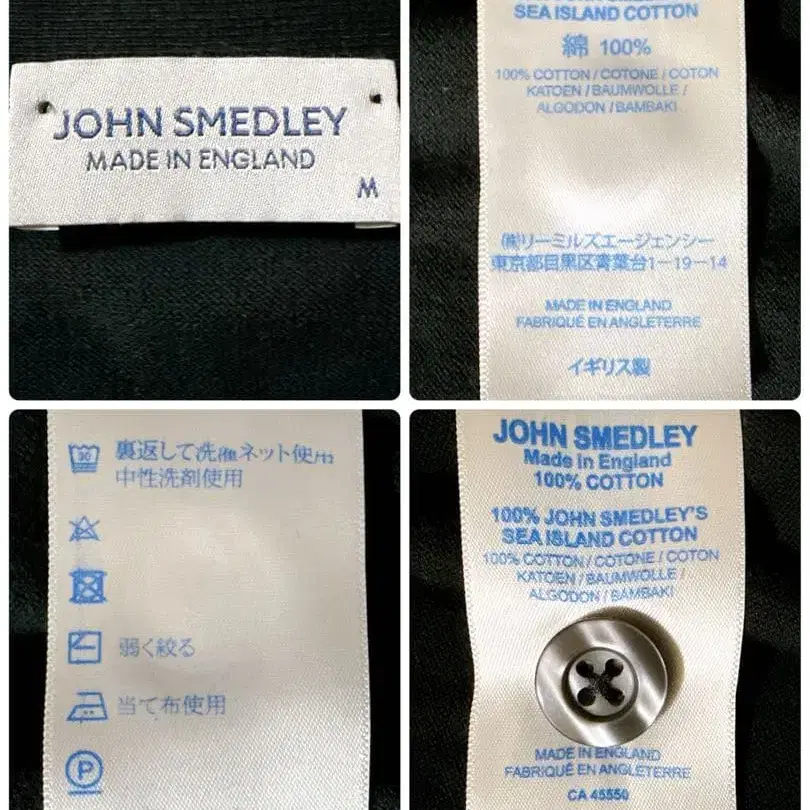 JOHN SMEDLEY
MADE IN ENGLAND
M
SEA ISLAND COTTON
綿 100%
100% COTTON / COTONE / COTON
KATOEN / BAUMWOLLE /
ALGODON / BAMBAKI
㈱リーミルズエージェンシー
東京都目黒区青葉台1-19-14
MADE IN ENGLAND
FABRIQUÉ EN ANGLETERRE
イギリス製
30
裏返して洗濯ネット使用
中性洗剤使用
弱く絞る
当て布使用
P
JOHN SMEDLEY
Made in England
100% COTTON
100% JOHN SMEDLEY'S
SEA ISLAND COTTON
100% COTTON / COTONE / COTON
KATOEN / BAUMWOLLE /
ALGODON / BAMBAKI
MADE IN ENGLAND
FABRIQUÉ EN ANGLETERRE
CA 45550